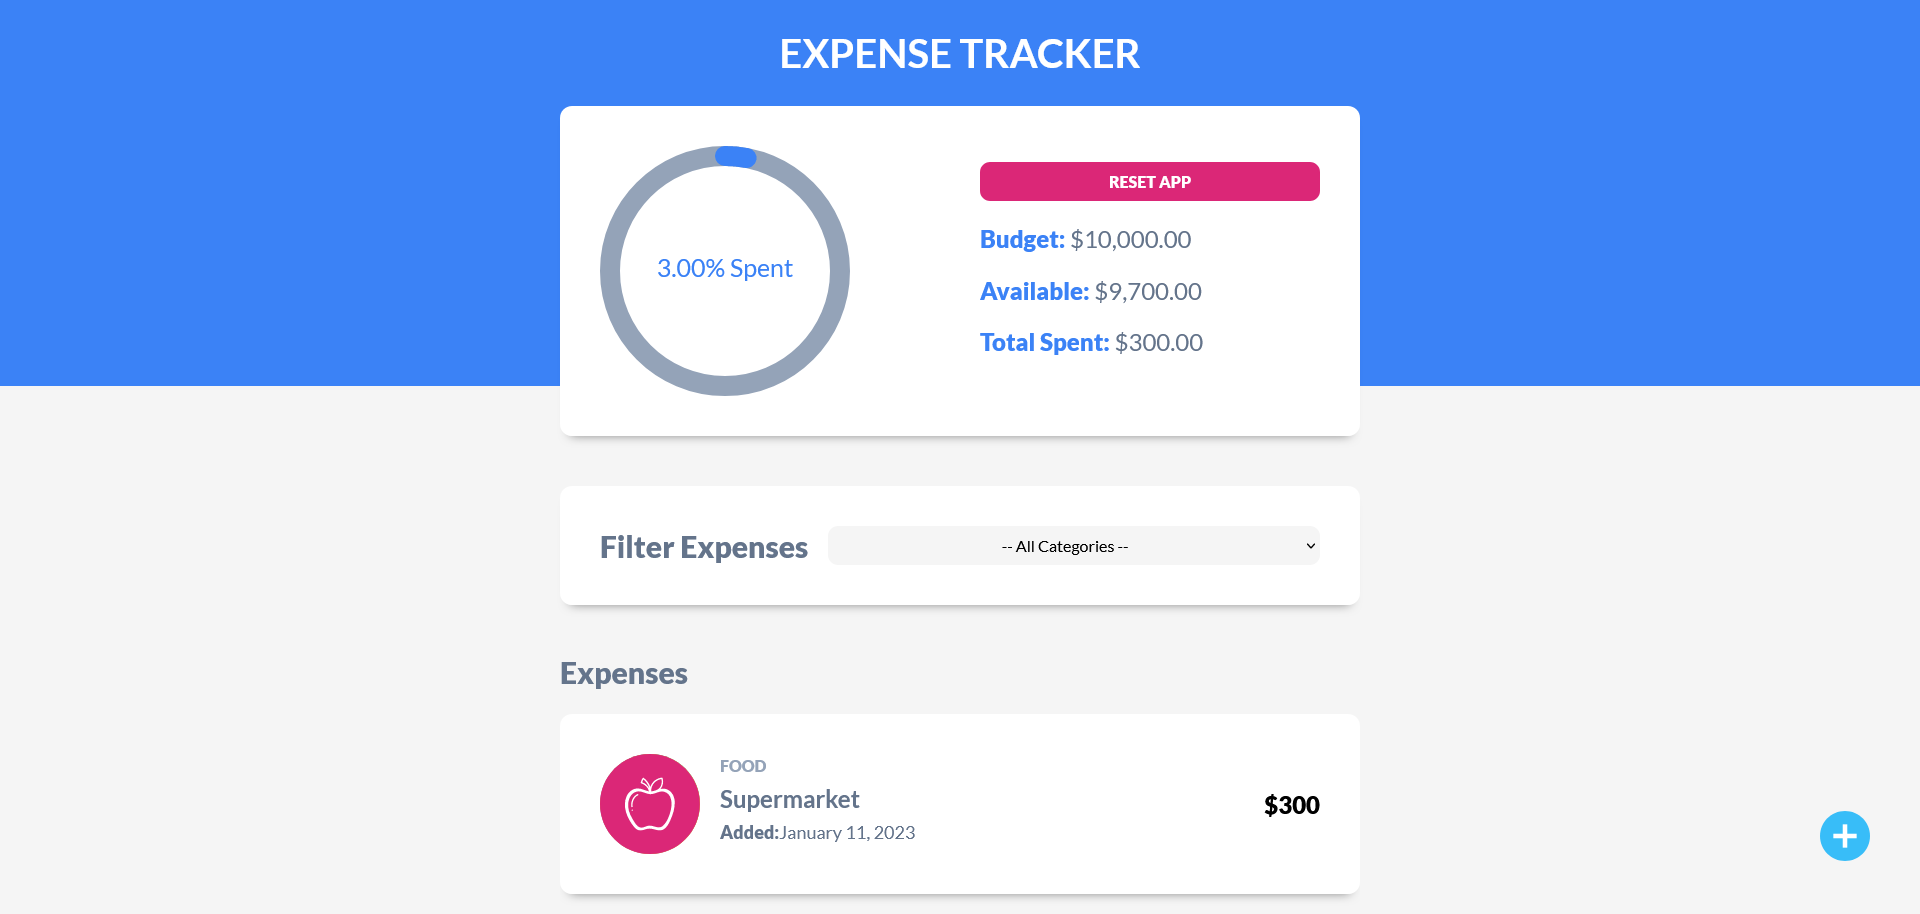 EXPENSE TRACKER
3.00% Spent
RESET APP
Budget: $10,000.00
Available: $9,700.00
Total Spent: $300.00
Filter Expenses
-- All Categories --
Expenses
FOOD
Supermarket
Added:January 11, 2023
$300